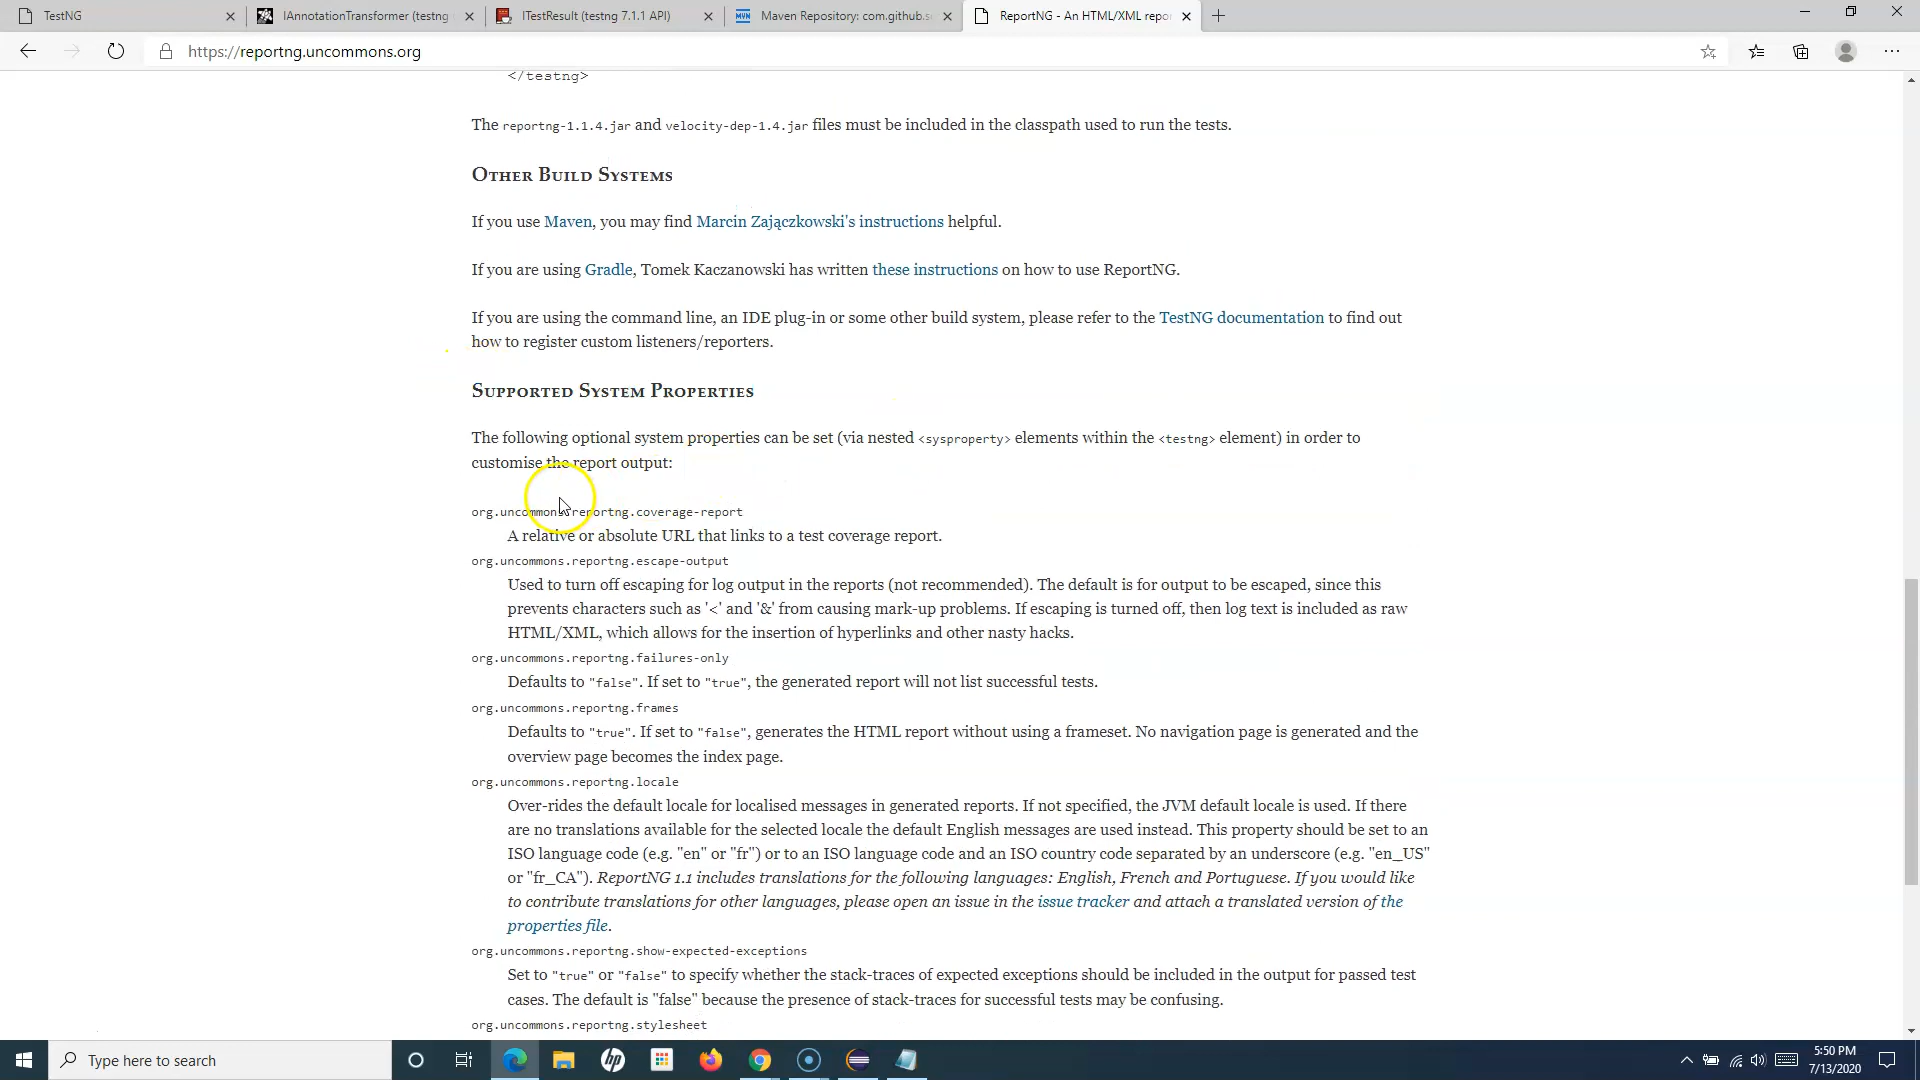 TestNG
IAnnotationTransformer (testng
ITestResult (testng 7.1.1 API)
MVN
Maven Repository: com.github.s
ReportNG - An HTML/XML repo
https://reportng.uncommons.org
</testng>
The reportng-1.1.4.jar and velocity-dep-1.4.jar files must be included in the classpath used to run the tests.
Other Build Systems
If you use Maven, you may find Marcin Zajączkowski's instructions helpful.
If you are using Gradle, Tomek Kaczanowski has written these instructions on how to use ReportNG.
If you are using the command line, an IDE plug-in or some other build system, please refer to the TestNG documentation to find out
how to register custom listeners/reporters.
Supported System Properties
The following optional system properties can be set (via nested <sysproperty> elements within the <testng> element) in order to
customise the report output:
org.uncommons.reportng.coverage-report
A relative or absolute URL that links to a test coverage report.
org.uncommons.reportng.escape-output
Used to turn off escaping for log output in the reports (not recommended). The default is for output to be escaped, since this
prevents characters such as '<' and '&' from causing mark-up problems. If escaping is turned off, then log text is included as raw
HTML/XML, which allows for the insertion of hyperlinks and other nasty hacks.
org.uncommons.reportng.failures-only
Defaults to "false". If set to "true", the generated report will not list successful tests.
org.uncommons.reportng.frames
Defaults to "true". If set to "false", generates the HTML report without using a frameset. No navigation page is generated and the
overview page becomes the index page.
org.uncommons.reportng.locale
Over-rides the default locale for localised messages in generated reports. If not specified, the JVM default locale is used. If there
are no translations available for the selected locale the default English messages are used instead. This property should be set to an
ISO language code (e.g. "en" or "fr") or to an ISO language code and an ISO country code separated by an underscore (e.g. "en_US"
or "fr_CA"). ReportNG 1.1 includes translations for the following languages: English, French and Portuguese. If you would like
to contribute translations for other languages, please open an issue in the issue tracker and attach a translated version of the
properties file.
org.uncommons.reportng.show-expected-exceptions
Set to "true" or "false" to specify whether the stack-traces of expected exceptions should be included in the output for passed test
cases. The default is "false" because the presence of stack-traces for successful tests may be confusing.
org.uncommons.reportng.stylesheet
Type here to search
hp
5:50 PM
7/13/2020